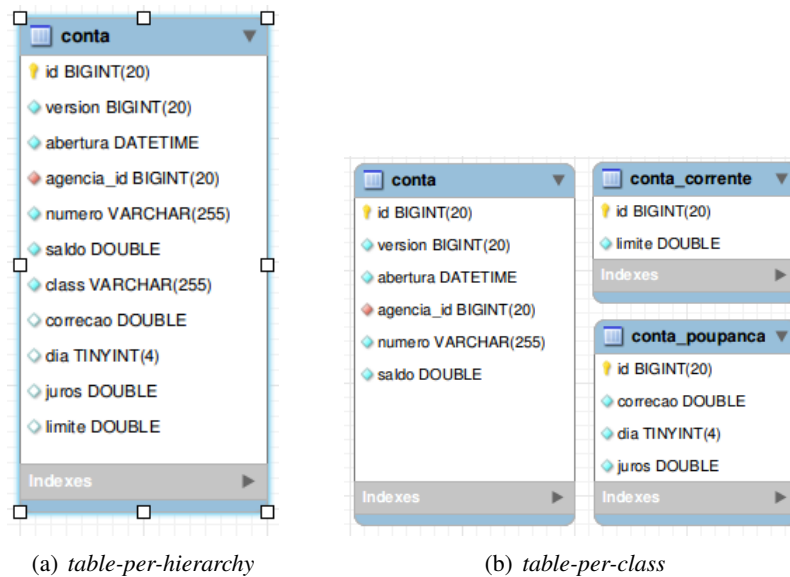 conta
id BIGINT(20)
version BIGINT(20)
abertura DATETIME
agencia_id BIGINT(20)
numero VARCHAR(255)
saldo DOUBLE
class VARCHAR(255)
correcao DOUBLE
dia TINYINT(4)
juros DOUBLE
limite DOUBLE
Indexes
(a) table-per-hierarchy
conta
id BIGINT(20)
version BIGINT(20)
abertura DATETIME
agencia_id BIGINT(20)
numero VARCHAR(255)
saldo DOUBLE
Indexes
conta_corrente
id BIGINT(20)
limite DOUBLE
Indexes
conta_poupanca
id BIGINT(20)
correcao DOUBLE
dia TINYINT(4)
juros DOUBLE
Indexes
(b) table-per-class